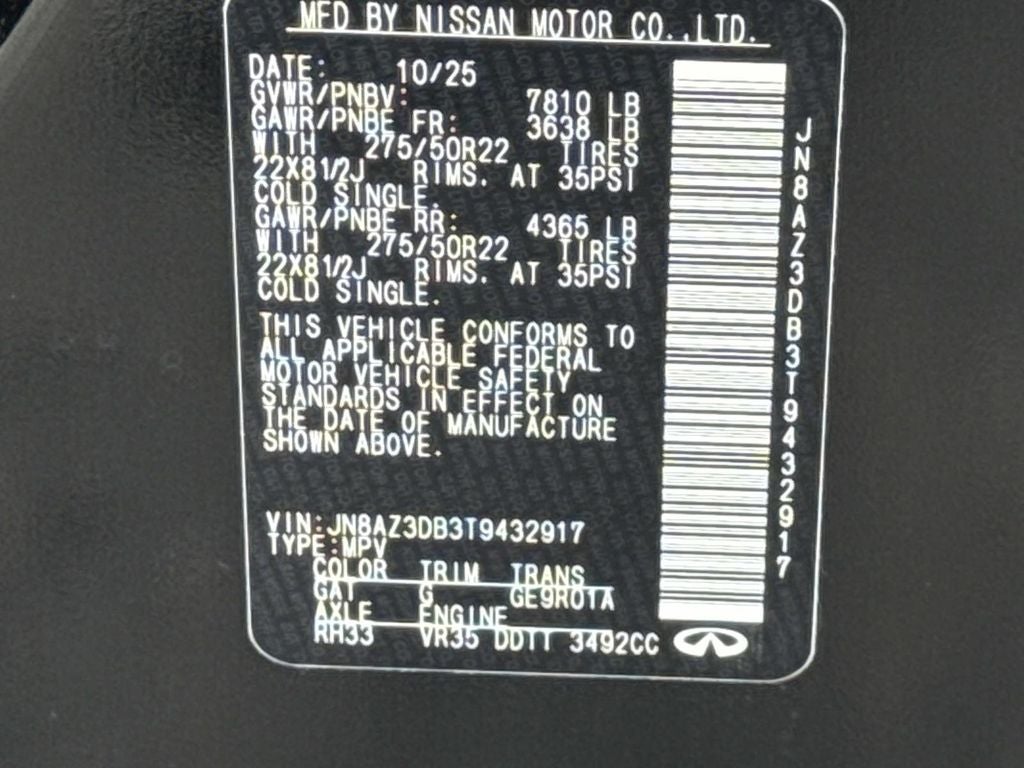 MFD BY NISSAN MOTOR CO.,LTD.
DATE: 10/25
GVWR/PNBV: 7810 LB
GAWR/PNBE FR: 3638 LB
WITH 275/50R22 TIRES
22X81/2J RIMS. AT 35PSI
COLD SINGLE.
GAWR/PNBE RR: 4365 LB
WITH 275/50R22 TIRES
22X81/2J RIMS. AT 35PSI
COLD SINGLE.
THIS VEHICLE CONFORMS TO
ALL APPLICABLE FEDERAL
MOTOR VEHICLE SAFETY
STANDARDS IN EFFECT ON
THE DATE OF MANUFACTURE
SHOWN ABOVE.
VIN:JN8AZ3DB3T9432917
TYPE:MPV
COLOR TRIM TRANS
GAT G GE9R01A
AXLE ENGINE
RH33 VR35 DDTT 3492CC
JN8AZ3DB3T9432917